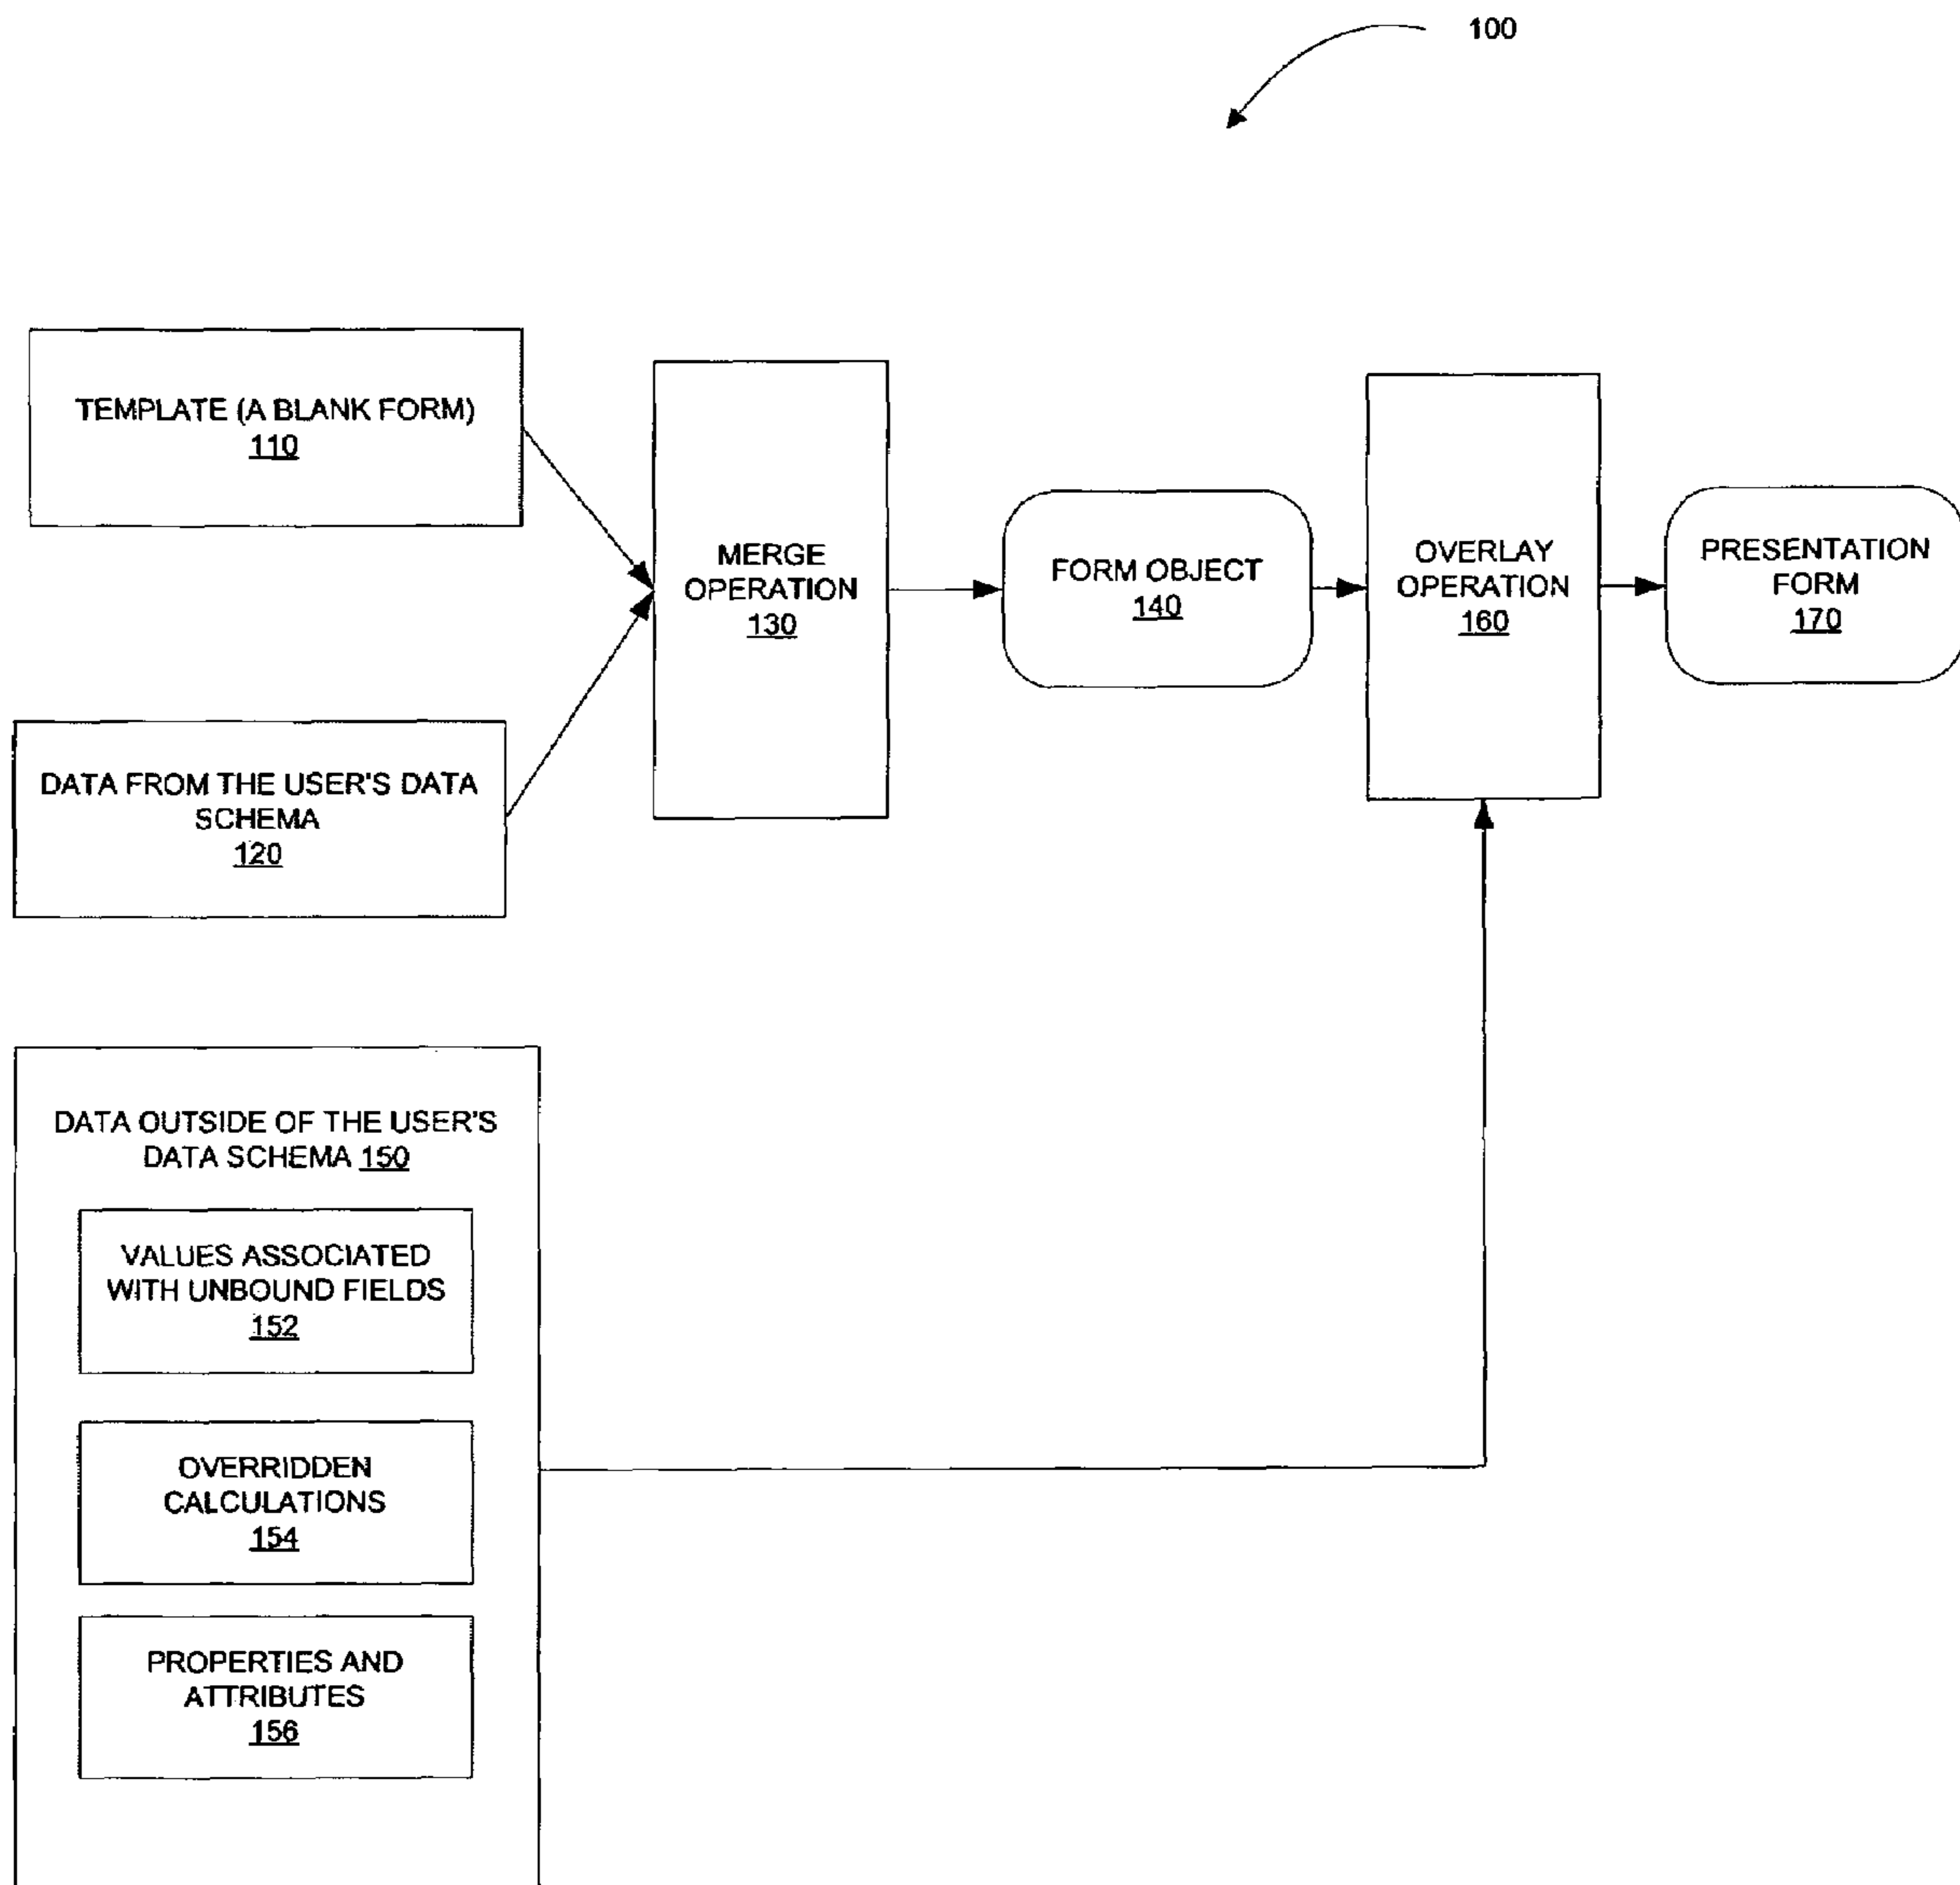 100
TEMPLATE (A BLANK FORM)
110
DATA FROM THE USER'S DATA
SCHEMA
120
MERGE
OPERATION
130
FORM OBJECT
140
OVERLAY
OPERATION
160
PRESENTATION
FORM
170
DATA OUTSIDE OF THE USER'S
DATA SCHEMA 150
VALUES ASSOCIATED
WITH UNBOUND FIELDS
152
OVERRIDDEN
CALCULATIONS
154
PROPERTIES AND
ATTRIBUTES
156